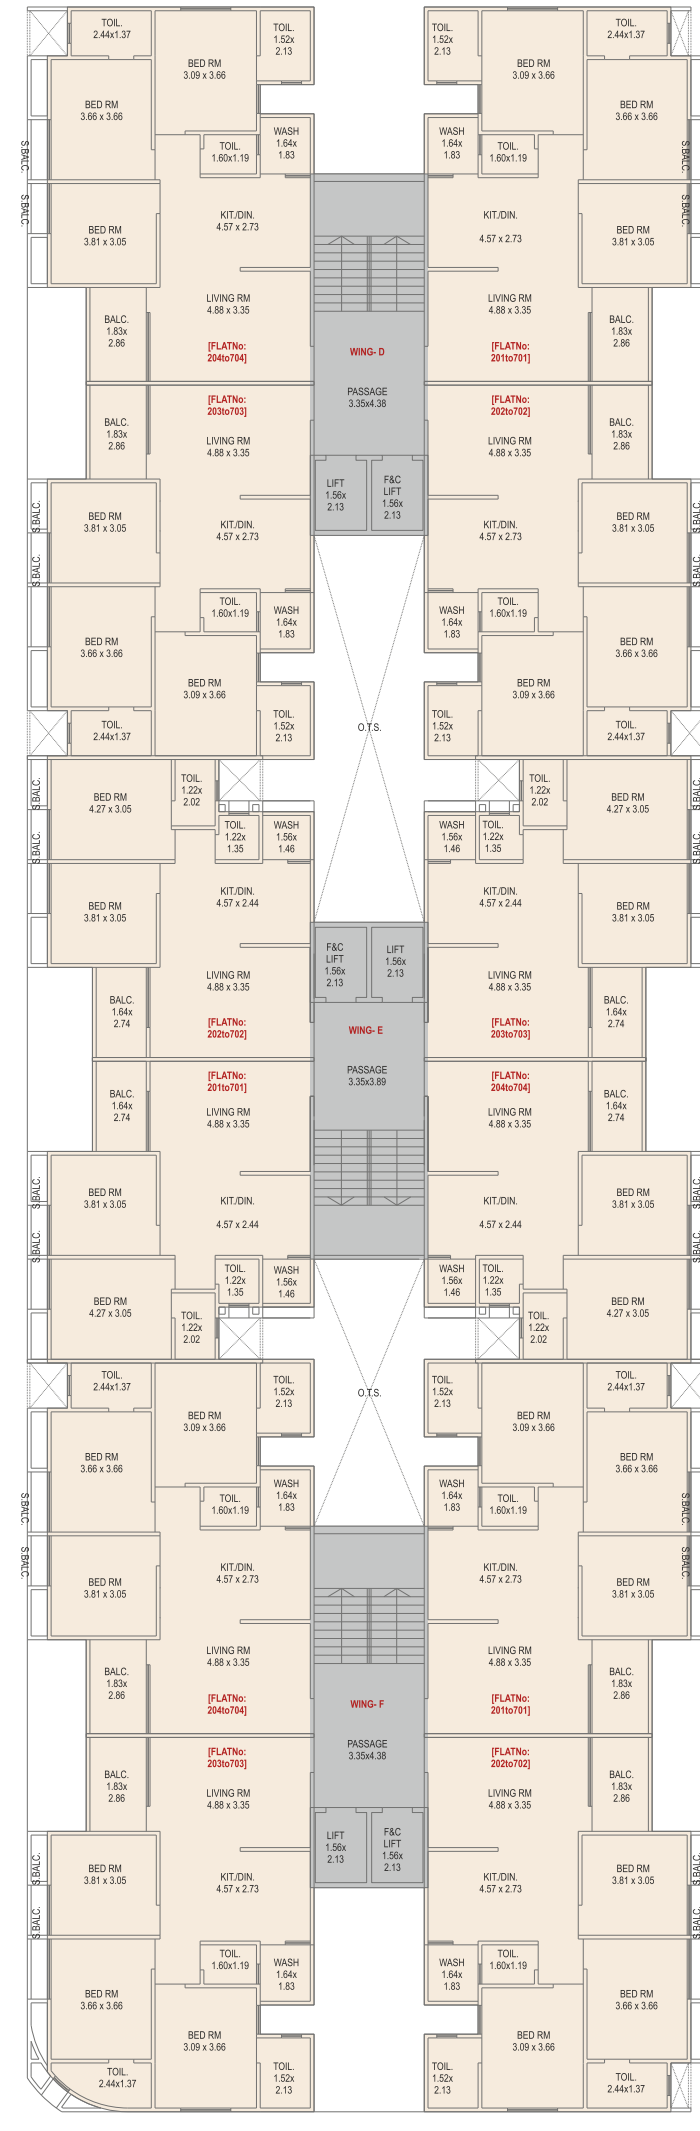 TOIL.
2.44x1.37
BED RM
3.09 x 3.66
TOIL.
1.52x
2.13
TOIL.
1.52x
2.13
BED RM
3.09 x 3.66
TOIL.
2.44x1.37
BED RM
3.66 x 3.66
S.BALC.
TOIL.
1.60x1.19
WASH
1.64x
1.83
WASH
1.64x
1.83
TOIL.
1.60x1.19
BED RM
3.66 x 3.66
S.BALC.
S.BALC.
BED RM
3.81 x 3.05
KIT./DIN.
4.57 x 2.73
KIT./DIN.
4.57 x 2.73
BED RM
3.81 x 3.05
S.BALC.
BALC.
1.83x
2.86
LIVING RM
4.88 x 3.35
[FLATNo:
204to704]
WING- D
LIVING RM
4.88 x 3.35
[FLATNo:
201to701]
BALC.
1.83x
2.86
BALC.
1.83x
2.86
[FLATNo:
203to703]
LIVING RM
4.88 x 3.35
PASSAGE
3.35x4.38
[FLATNo:
202to702]
LIVING RM
4.88 x 3.35
BALC.
1.83x
2.86
S.BALC.
BED RM
3.81 x 3.05
KIT./DIN.
4.57 x 2.73
LIFT
1.56x
2.13
F&C
LIFT
1.56x
2.13
KIT./DIN.
4.57 x 2.73
BED RM
3.81 x 3.05
S.BALC.
S.BALC.
BED RM
3.66 x 3.66
TOIL.
1.60x1.19
WASH
1.64x
1.83
WASH
1.64x
1.83
TOIL.
1.60x1.19
BED RM
3.66 x 3.66
S.BALC.
TOIL.
2.44x1.37
BED RM
3.09 x 3.66
TOIL.
1.52x
2.13
O.T.S.
TOIL.
1.52x
2.13
BED RM
3.09 x 3.66
TOIL.
2.44x1.37
S.BALC.
BED RM
4.27 x 3.05
TOIL.
1.22x
2.02
TOIL.
1.22x
2.02
BED RM
4.27 x 3.05
S.BALC.
S.BALC.
TOIL.
1.22x
1.35
WASH
1.56x
1.46
WASH
1.56x
1.46
TOIL.
1.22x
1.35
S.BALC.
BED RM
3.81 x 3.05
KIT./DIN.
4.57 x 2.44
KIT./DIN.
4.57 x 2.44
BED RM
3.81 x 3.05
BALC.
1.64x
2.74
LIVING RM
4.88 x 3.35
[FLATNo:
202to702]
F&C
LIFT
1.56x
2.13
LIFT
1.56x
2.13
WING- E
LIVING RM
4.88 x 3.35
[FLATNo:
203to703]
BALC.
1.64x
2.74
BALC.
1.64x
2.74
[FLATNo:
201to701]
LIVING RM
4.88 x 3.35
PASSAGE
3.35x3.89
[FLATNo:
204to704]
LIVING RM
4.88 x 3.35
BALC.
1.64x
2.74
S.BALC.
BED RM
3.81 x 3.05
KIT./DIN.
4.57 x 2.44
KIT./DIN.
4.57 x 2.44
BED RM
3.81 x 3.05
S.BALC.
S.BALC.
BED RM
4.27 x 3.05
TOIL.
1.22x
1.35
WASH
1.56x
1.46
WASH
1.56x
1.46
TOIL.
1.22x
1.35
BED RM
4.27 x 3.05
S.BALC.
TOIL.
1.22x
2.02
TOIL.
1.22x
2.02
TOIL.
2.44x1.37
BED RM
3.09 x 3.66
TOIL.
1.52x
2.13
O.T.S.
TOIL.
1.52x
2.13
BED RM
3.09 x 3.66
TOIL.
2.44x1.37
BED RM
3.66 x 3.66
S.BALC.
TOIL.
1.60x1.19
WASH
1.64x
1.83
WASH
1.64x
1.83
TOIL.
1.60x1.19
BED RM
3.66 x 3.66
S.BALC.
S.BALC.
BED RM
3.81 x 3.05
KIT./DIN.
4.57 x 2.73
KIT./DIN.
4.57 x 2.73
BED RM
3.81 x 3.05
S.BALC.
BALC.
1.83x
2.86
LIVING RM
4.88 x 3.35
[FLATNo:
204to704]
WING- F
LIVING RM
4.88 x 3.35
[FLATNo:
201to701]
BALC.
1.83x
2.86
BALC.
1.83x
2.86
[FLATNo:
203to703]
LIVING RM
4.88 x 3.35
PASSAGE
3.35x4.38
[FLATNo:
202to702]
LIVING RM
4.88 x 3.35
BALC.
1.83x
2.86
S.BALC.
BED RM
3.81 x 3.05
KIT./DIN.
4.57 x 2.73
LIFT
1.56x
2.13
F&C
LIFT
1.56x
2.13
KIT./DIN.
4.57 x 2.73
BED RM
3.81 x 3.05
S.BALC.
S.BALC.
BED RM
3.66 x 3.66
TOIL.
1.60x1.19
WASH
1.64x
1.83
WASH
1.64x
1.83
TOIL.
1.60x1.19
BED RM
3.66 x 3.66
S.BALC.
TOIL.
2.44x1.37
BED RM
3.09 x 3.66
TOIL.
1.52x
2.13
TOIL.
1.52x
2.13
BED RM
3.09 x 3.66
TOIL.
2.44x1.37